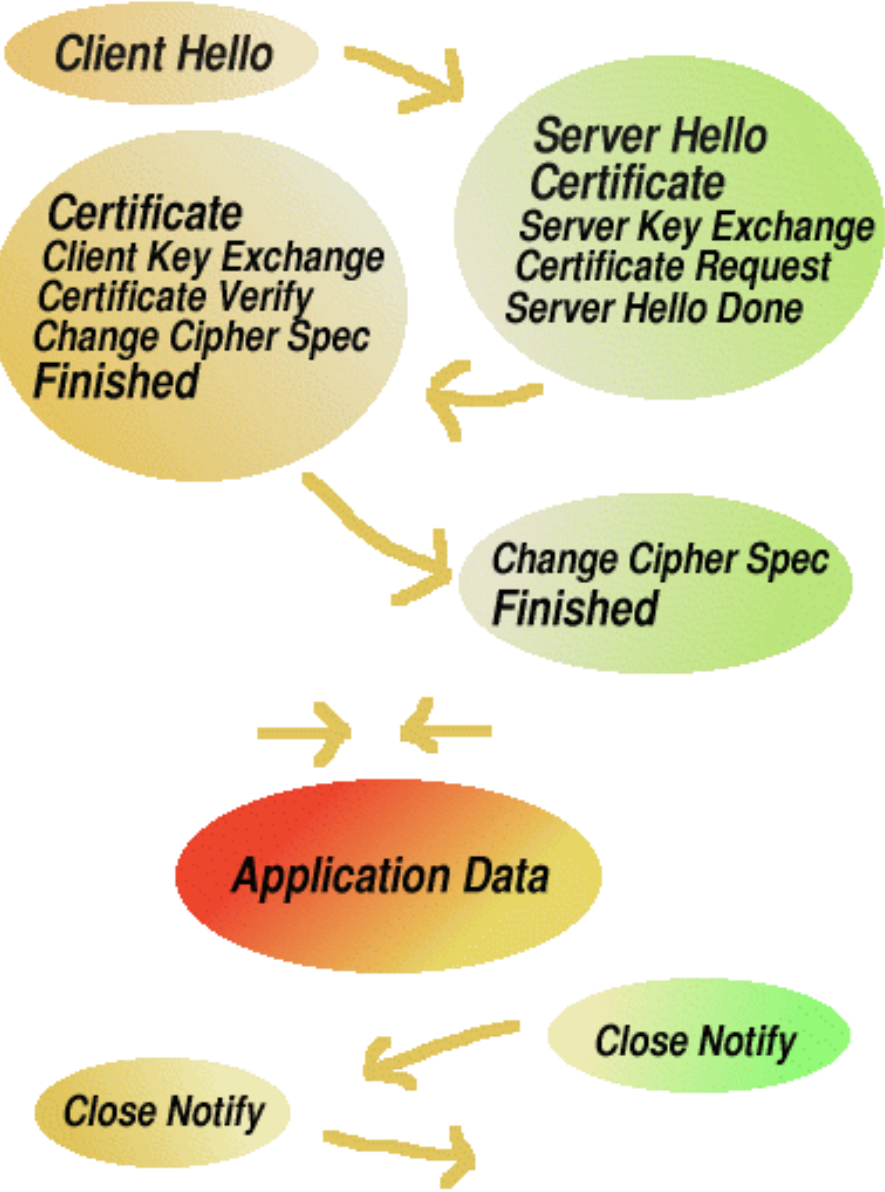 Client Hello
Server Hello
Certificate
Server Key Exchange
Certificate Request
Server Hello Done
Certificate
Client Key Exchange
Certificate Verify
Change Cipher Spec
Finished
Change Cipher Spec
Finished
Application Data
Close Notify
Close Notify